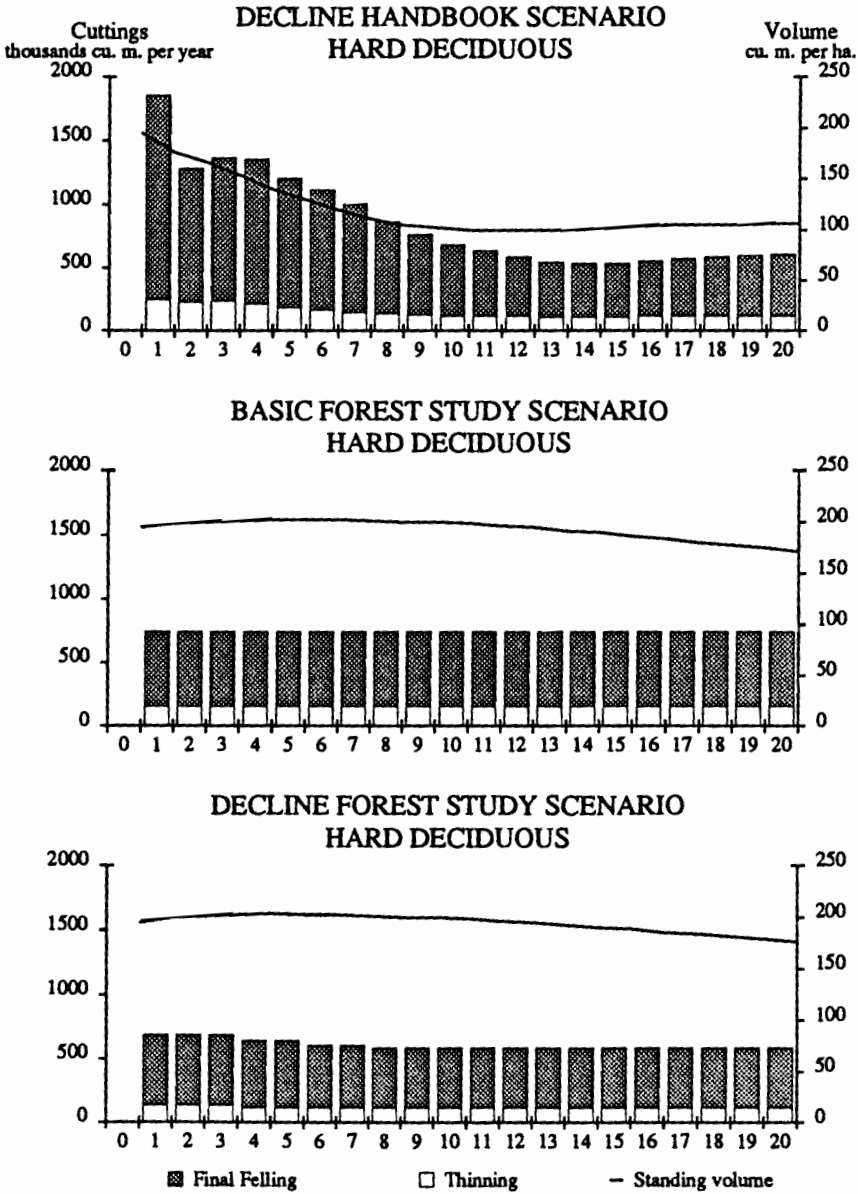 DECLINE HANDBOOK SCENARIO
HARD DECIDUOUS
Cuttings
thousands cu. m. per year
Volume
cu. m. per ha.
2000
1500
1000
500
0
250
200
150
100
50
0
0 1 2 3 4 5 6 7 8 9 10 11 12 13 14 15 16 17 18 19 20
BASIC FOREST STUDY SCENARIO
HARD DECIDUOUS
2000
1500
1000
500
0
250
200
150
100
50
0
0 1 2 3 4 5 6 7 8 9 10 11 12 13 14 15 16 17 18 19 20
DECLINE FOREST STUDY SCENARIO
HARD DECIDUOUS
2000
1500
1000
500
0
250
200
150
100
50
0
0 1 2 3 4 5 6 7 8 9 10 11 12 13 14 15 16 17 18 19 20
Final Felling Thinning Standing volume